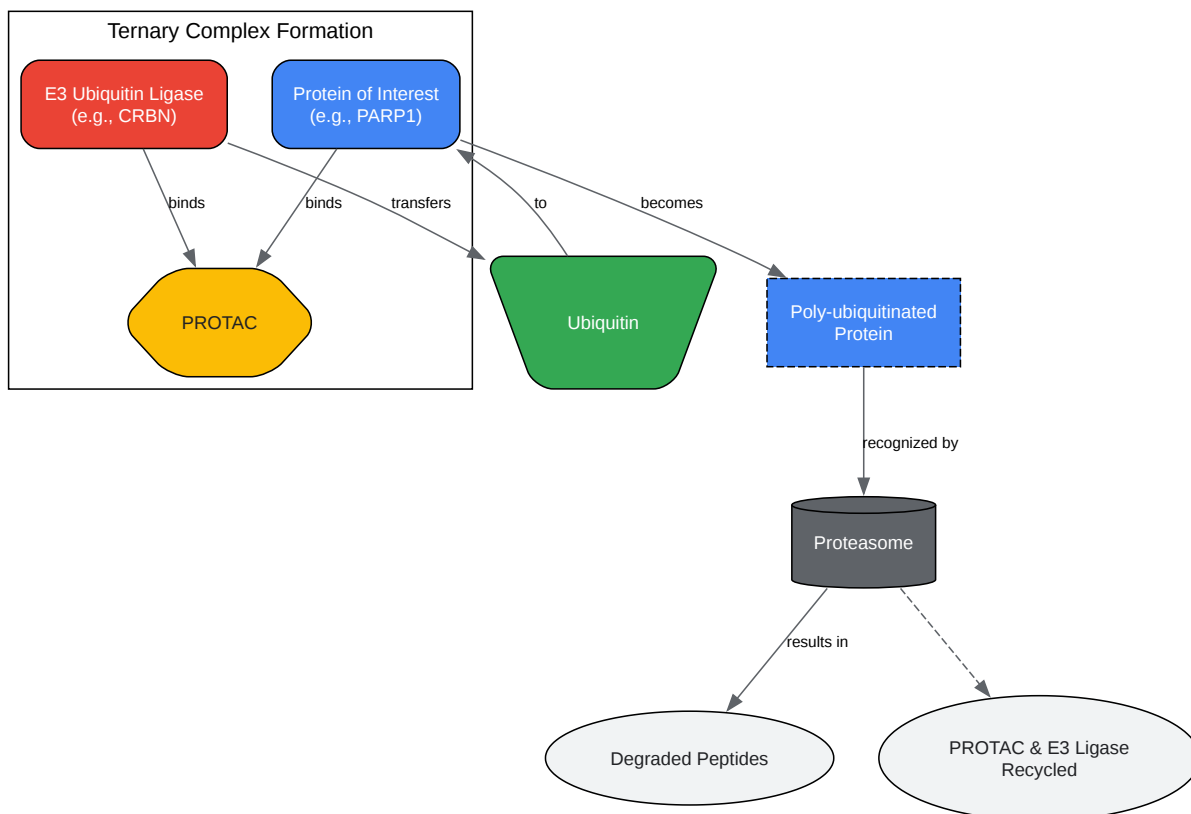 Ternary Complex Formation
E3 Ubiquitin Ligase
(e.g., CRBN)
Protein of Interest
(e.g., PARP1)
binds
binds
transfers
to
becomes
PROTAC
Ubiquitin
Poly-ubiquitinated
Protein
recognized by
Proteasome
results in
Degraded Peptides
PROTAC & E3 Ligase
Recycled